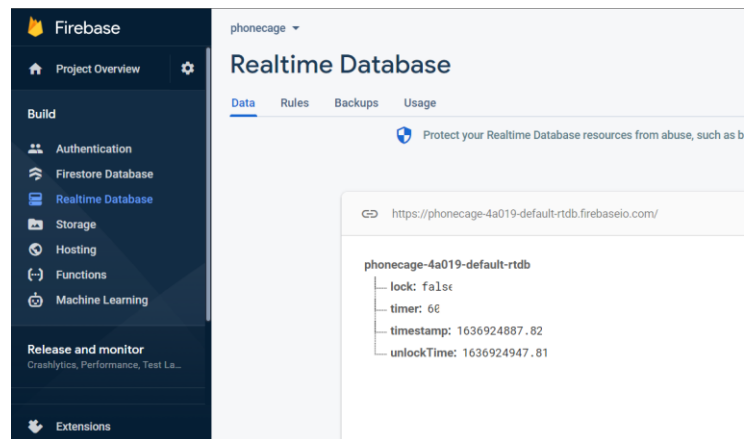 Firebase
Project Overview
Build
Authentication
Firestore Database
Realtime Database
Storage
Hosting
Functions
Machine Learning
Release and monitor
Crashlytics, Performance, Test La...
Extensions
phonecage
Realtime Database
Data Rules Backups Usage
Protect your Realtime Database resources from abuse, such as b
https://phonecage-4a019-default-rtdb.firebaseio.com/
phonecage-4a019-default-rtdb
lock: false
timer: 60
timestamp: 1636924887.82
unlockTime: 1636924947.81